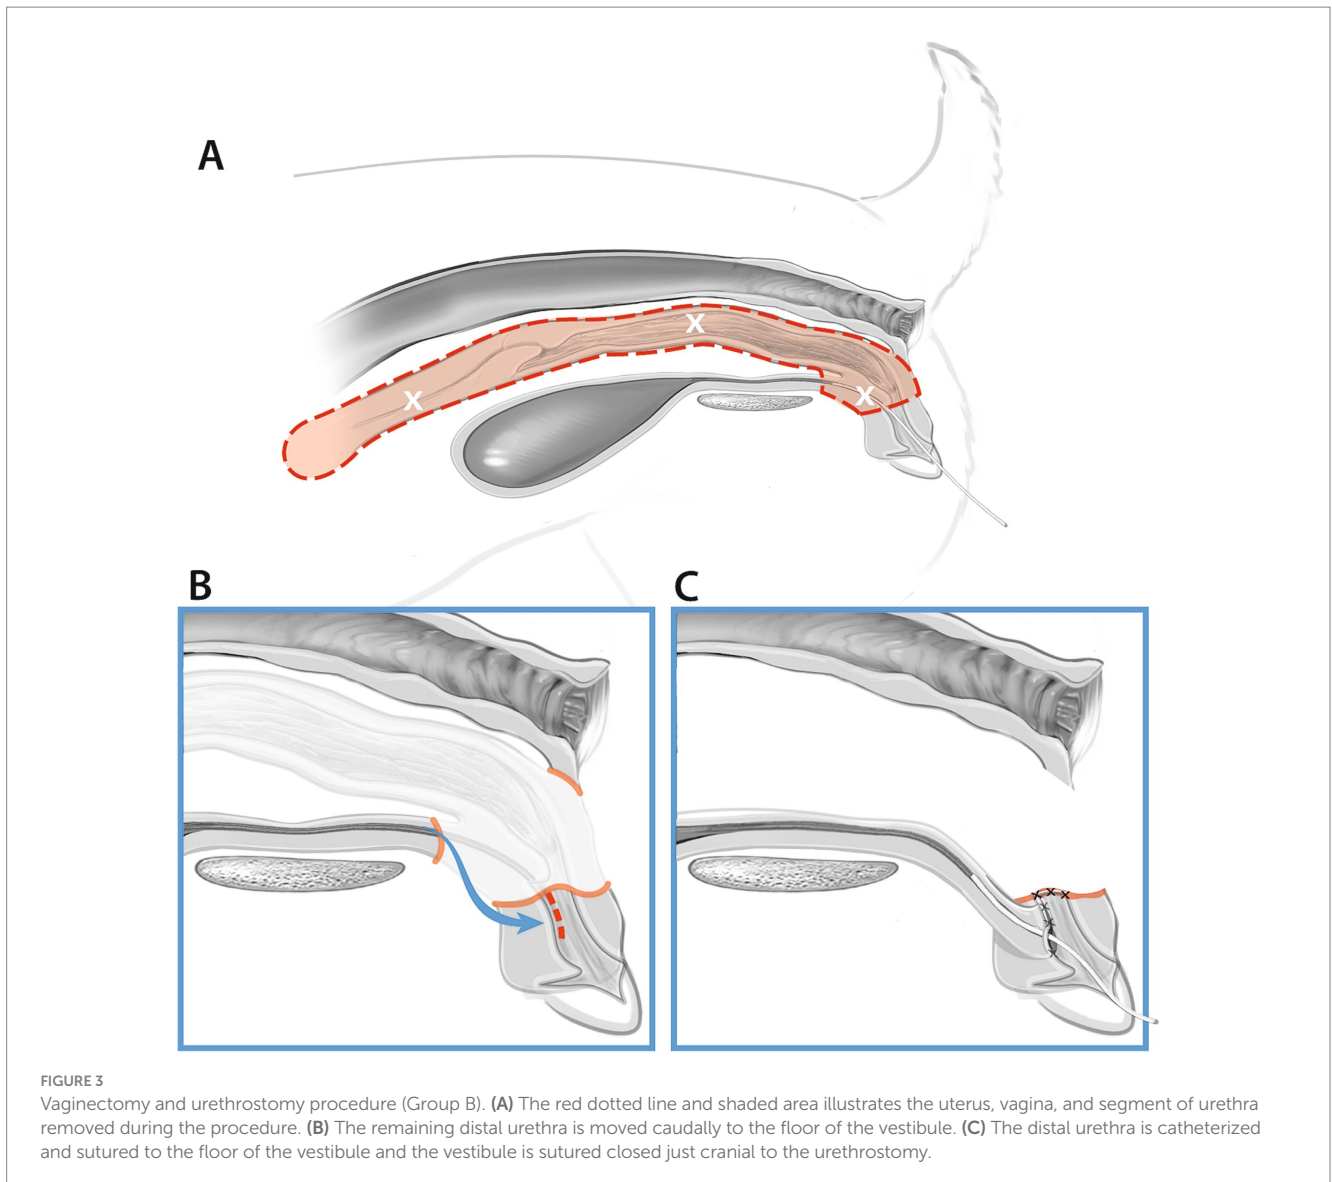 A
X
X
X
B
C
FIGURE 3
Vaginectomy and urethrostomy procedure (Group B). (A) The red dotted line and shaded area illustrates the uterus, vagina, and segment of urethra
removed during the procedure. (B) The remaining distal urethra is moved caudally to the floor of the vestibule. (C) The distal urethra is catheterized
and sutured to the floor of the vestibule and the vestibule is sutured closed just cranial to the urethrostomy.